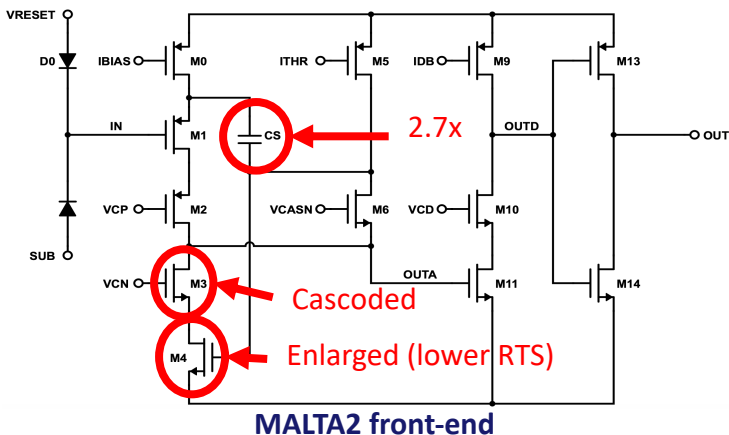 VRESET
D0
IBIAS
M0
ITHR
M5
IDB
M9
M13
IN
M1
CS
2.7x
OUTD
OUT
VCP
M2
VCASN
M6
VCD
M10
SUB
OUTA
M11
M14
VCN
M3
Cascoded
M4
Enlarged (lower RTS)
MALTA2 front-end